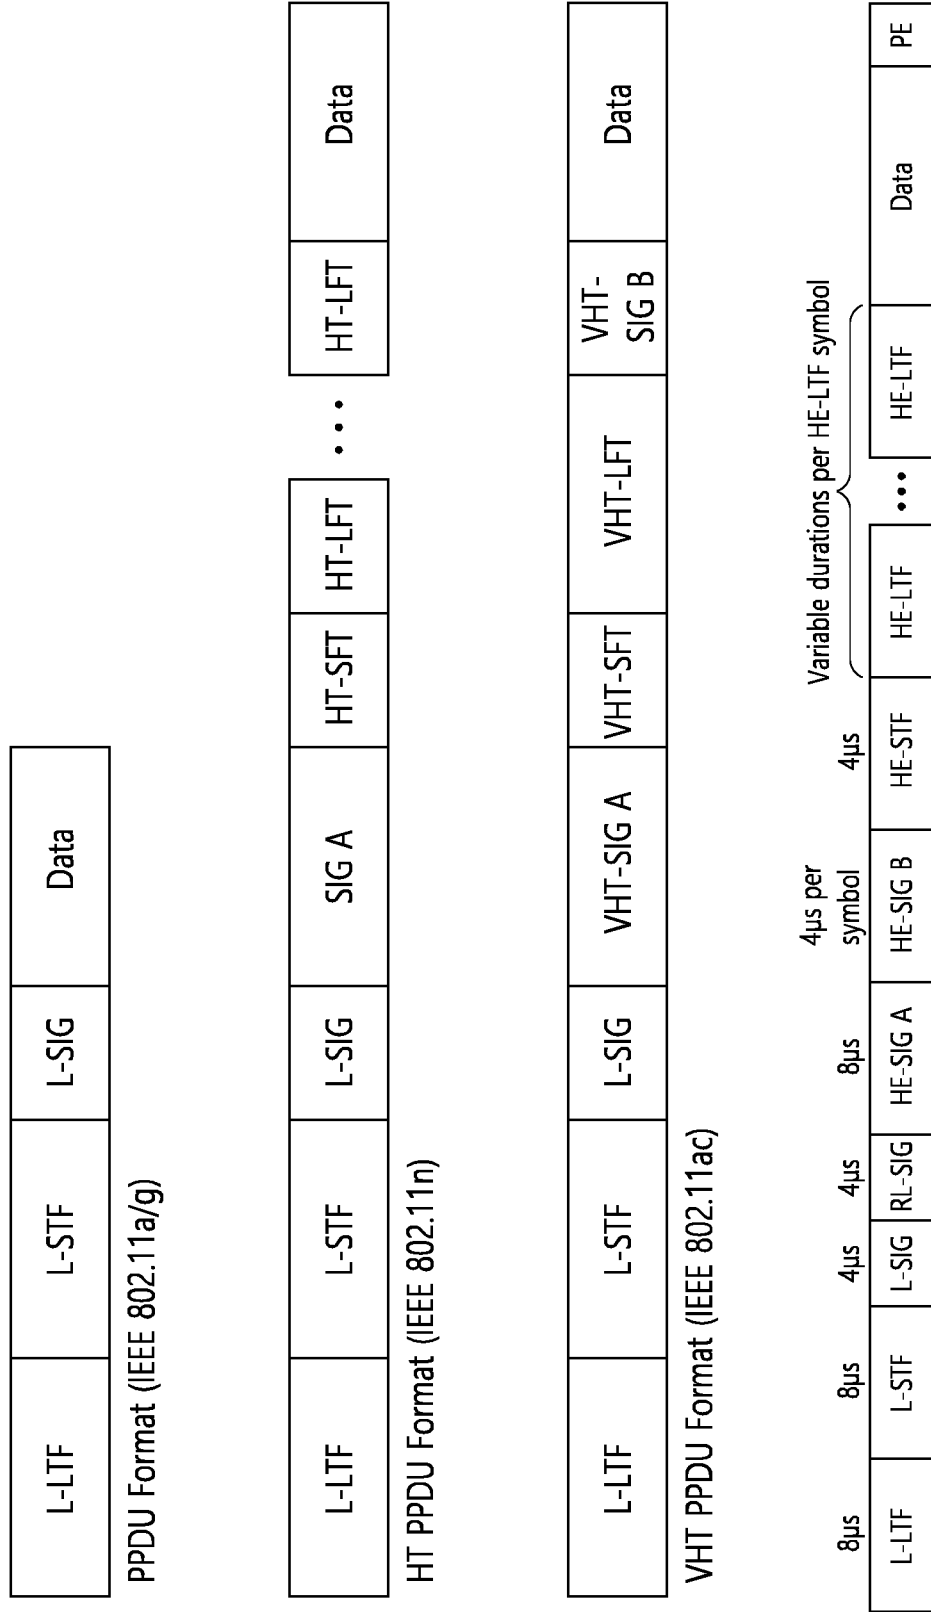 L-LTF
L-STF
L-SIG
Data
PPDU Format (IEEE 802.11a/g)
L-LTF
L-STF
L-SIG
SIG A
HT-SFT
HT-LFT
•••
HT-LFT
Data
HT PPDU Format (IEEE 802.11n)
L-LTF
L-STF
L-SIG
VHT-SIG A
VHT-SFT
VHT-LFT
VHT-
SIG B
Data
VHT PPDU Format (IEEE 802.11ac)
8μs
8μs
4μs
4μs
8μs
4μs per
symbol
4μs
Variable durations per HE-LTF symbol
L-LTF
L-STF
L-SIG
RL-SIG
HE-SIG A
HE-SIG B
HE-STF
HE-LTF
•••
HE-LTF
Data
PE